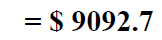 = $ 9092.7